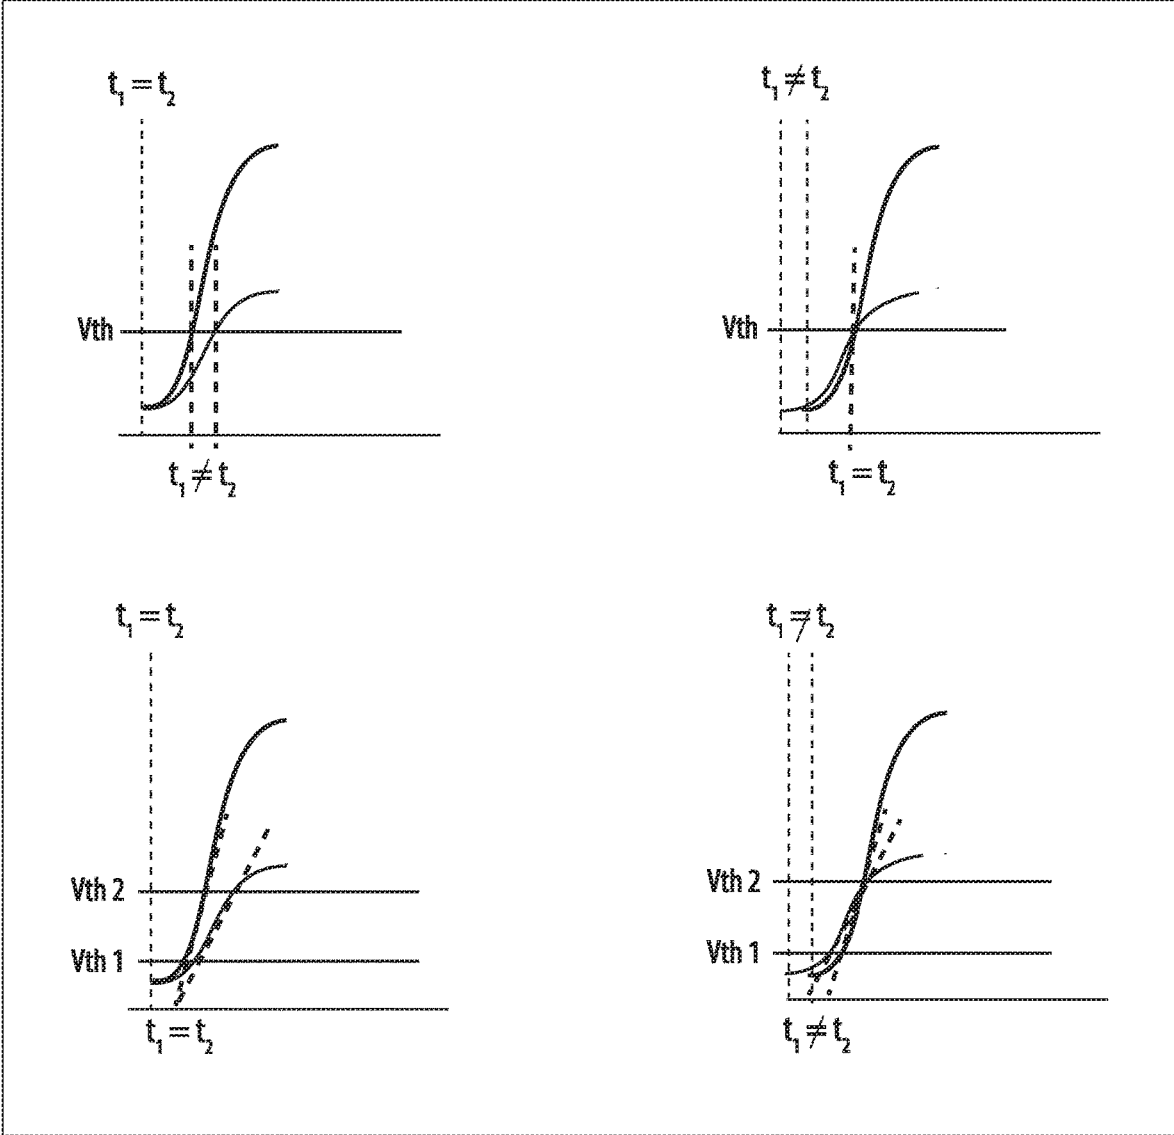 t₁ = t₂
t₁ ≠ t₂
Vth
Vth
t₁ ≠ t₂
t₁ = t₂
t₁ = t₂
t₁ ≠ t₂
Vth 2
Vth 1
Vth 2
Vth 1
t₁ = t₂
t₁ ≠ t₂